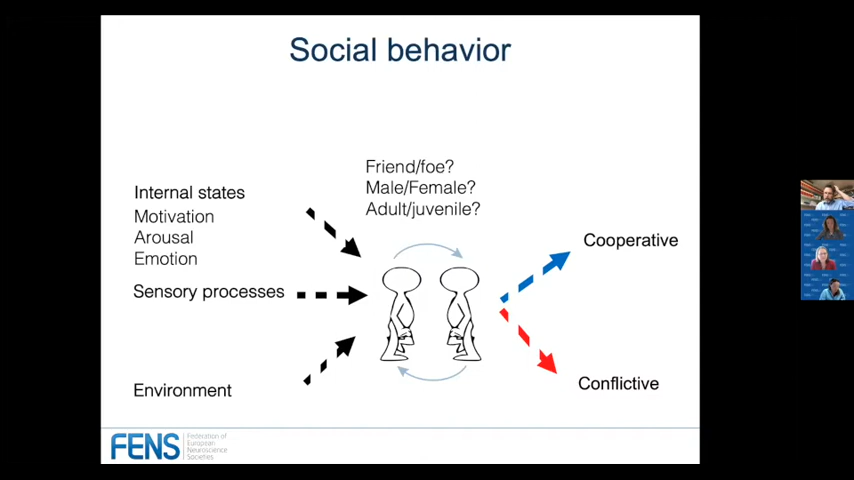 Social behavior
Friend/foe?
Male/Female?
Adult/juvenile?
Internal states
Motivation
Arousal
Emotion
Sensory processes
Environment
Cooperative
Conflictive
FENS
Federation of
European
Neuroscience
Societies